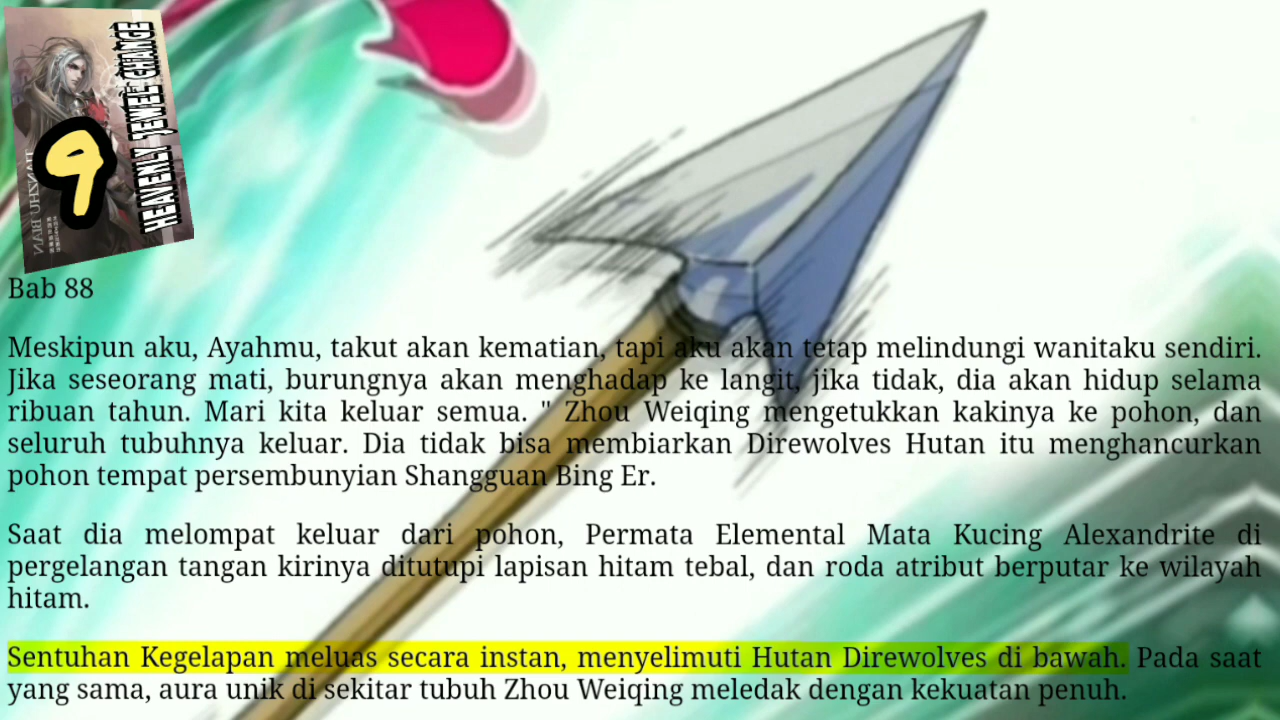 HEAVENLY JEWEL CHANGE
9
Bab 88
Meskipun aku, Ayahmu, takut akan kematian, tapi aku akan tetap melindungi wanitaku sendiri.
Jika seseorang mati, burungnya akan menghadap ke langit, jika tidak, dia akan hidup selama
ribuan tahun. Mari kita keluar semua. " Zhou Weiqing mengetukkan kakinya ke pohon, dan
seluruh tubuhnya keluar. Dia tidak bisa membiarkan Direwolves Hutan itu menghancurkan
pohon tempat persembunyian Shangguan Bing Er.
Saat dia melompat keluar dari pohon, Permata Elemental Mata Kucing Alexandrite di
pergelangan tangan kirinya ditutupi lapisan hitam tebal, dan roda atribut berputar ke wilayah
hitam.
Sentuhan Kegelapan meluas secara instan, menyelimuti Hutan Direwolves di bawah. Pada saat
yang sama, aura unik di sekitar tubuh Zhou Weiqing meledak dengan kekuatan penuh.